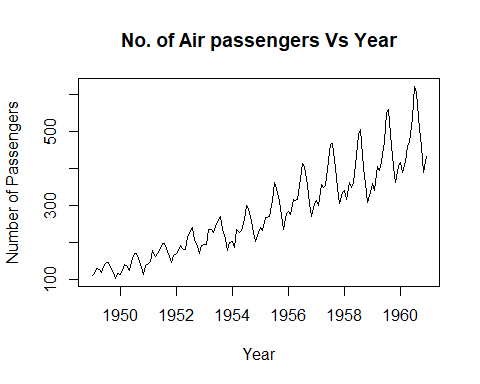 No. of Air passengers Vs Year
Number of Passengers
500
300
100
1950 1952 1954 1956 1958 1960
Year